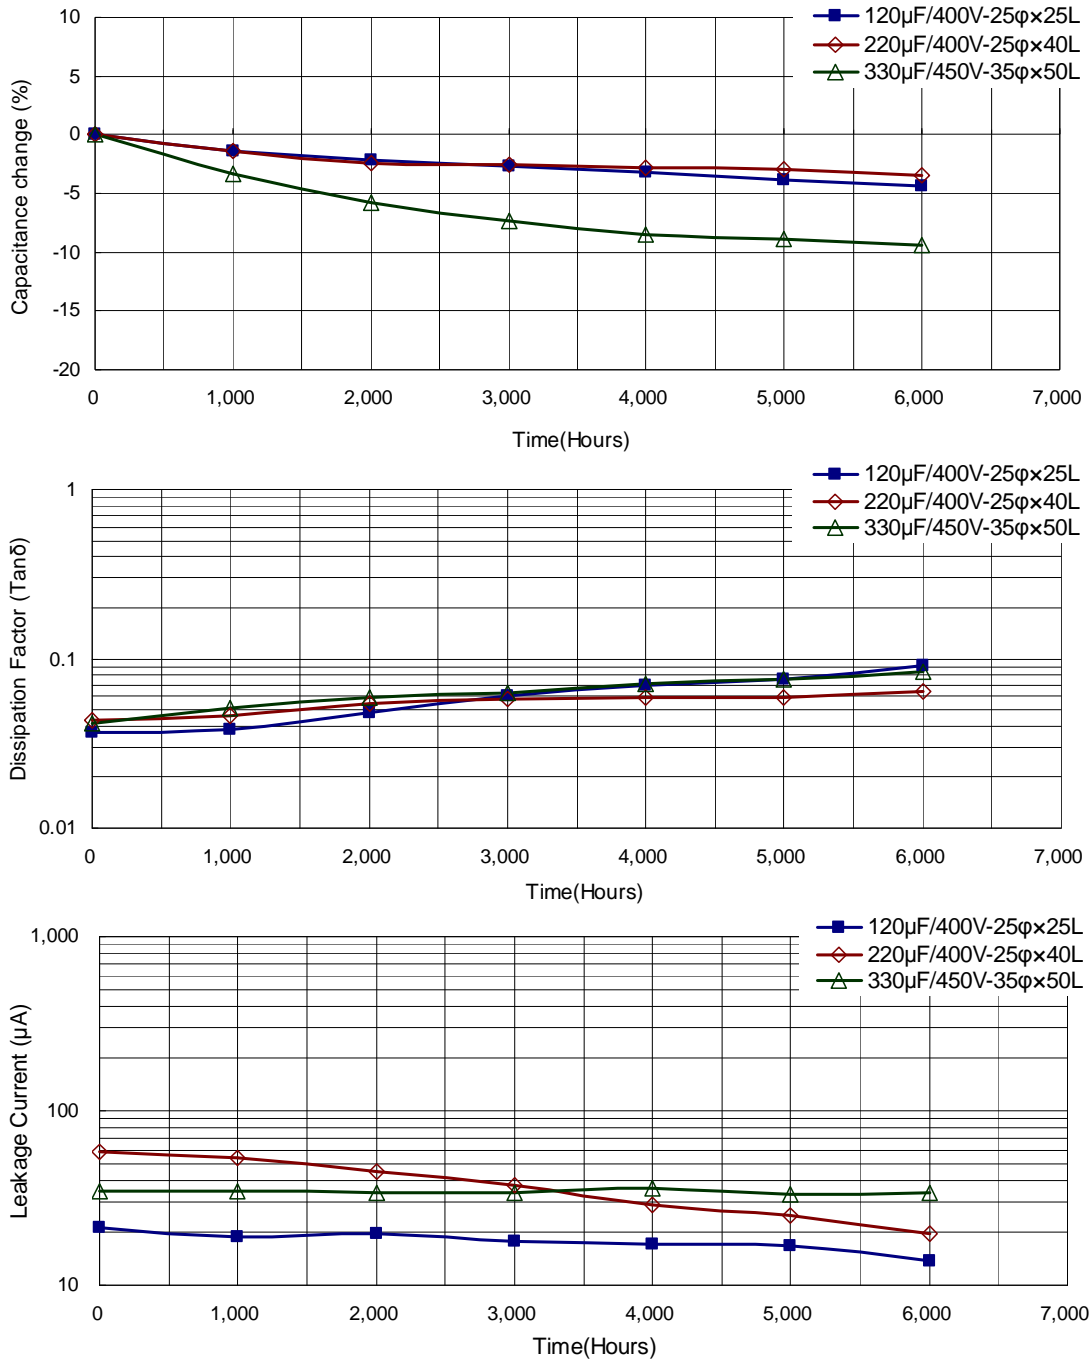 10
5
0
-5
-10
-15
-20
Capacitance change (%)
120µF/400V-25φ×25L
220µF/400V-25φ×40L
330µF/450V-35φ×50L
0 1,000 2,000 3,000 4,000 5,000 6,000 7,000
Time(Hours)
1
0.1
0.01
Dissipation Factor (Tanδ)
120µF/400V-25φ×25L
220µF/400V-25φ×40L
330µF/450V-35φ×50L
0 1,000 2,000 3,000 4,000 5,000 6,000 7,000
Time(Hours)
1,000
100
10
Leakage Current (µA)
120µF/400V-25φ×25L
220µF/400V-25φ×40L
330µF/450V-35φ×50L
0 1,000 2,000 3,000 4,000 5,000 6,000 7,000
Time(Hours)